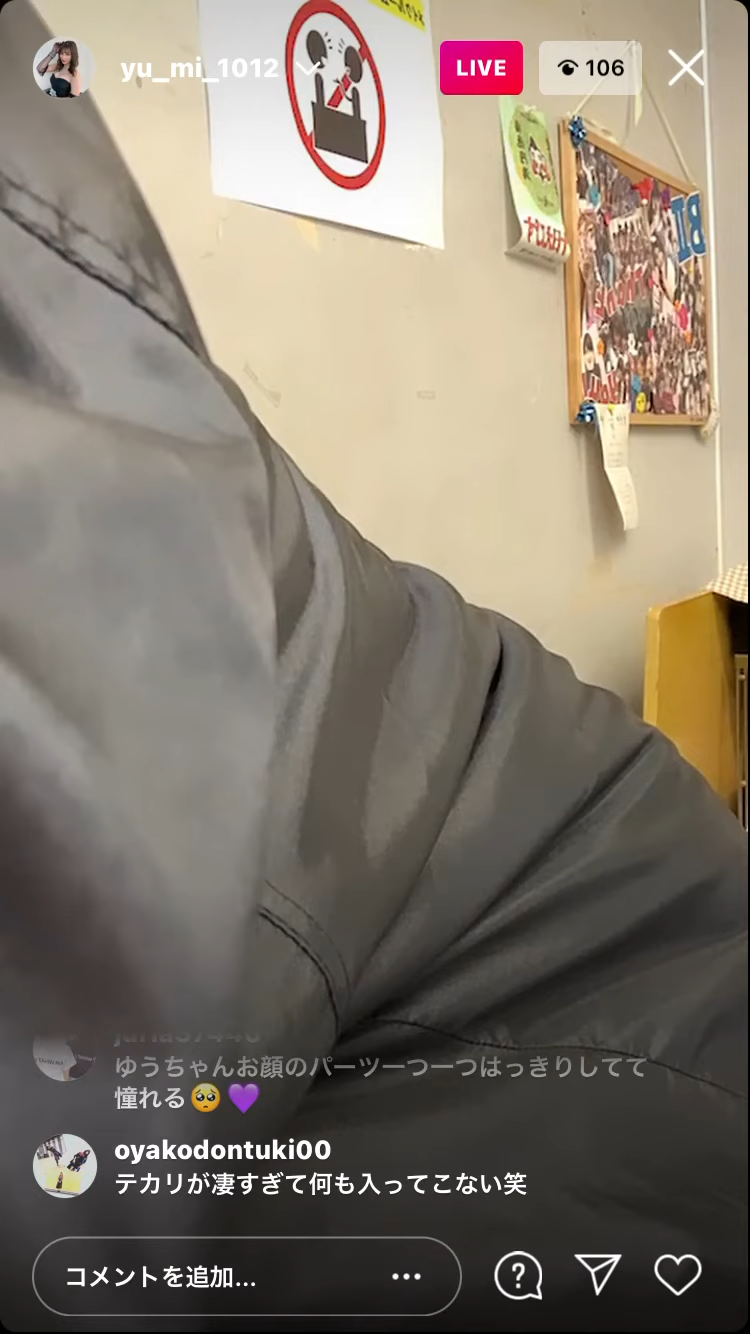 yu_mi_1012
LIVE
106
ゆうちゃんお顔のパーツ一つ一つはっきりしてて
憧れる🥺💜
oyakodontuki00
テカリが凄すぎて何も入ってこない笑
コメントを追加...